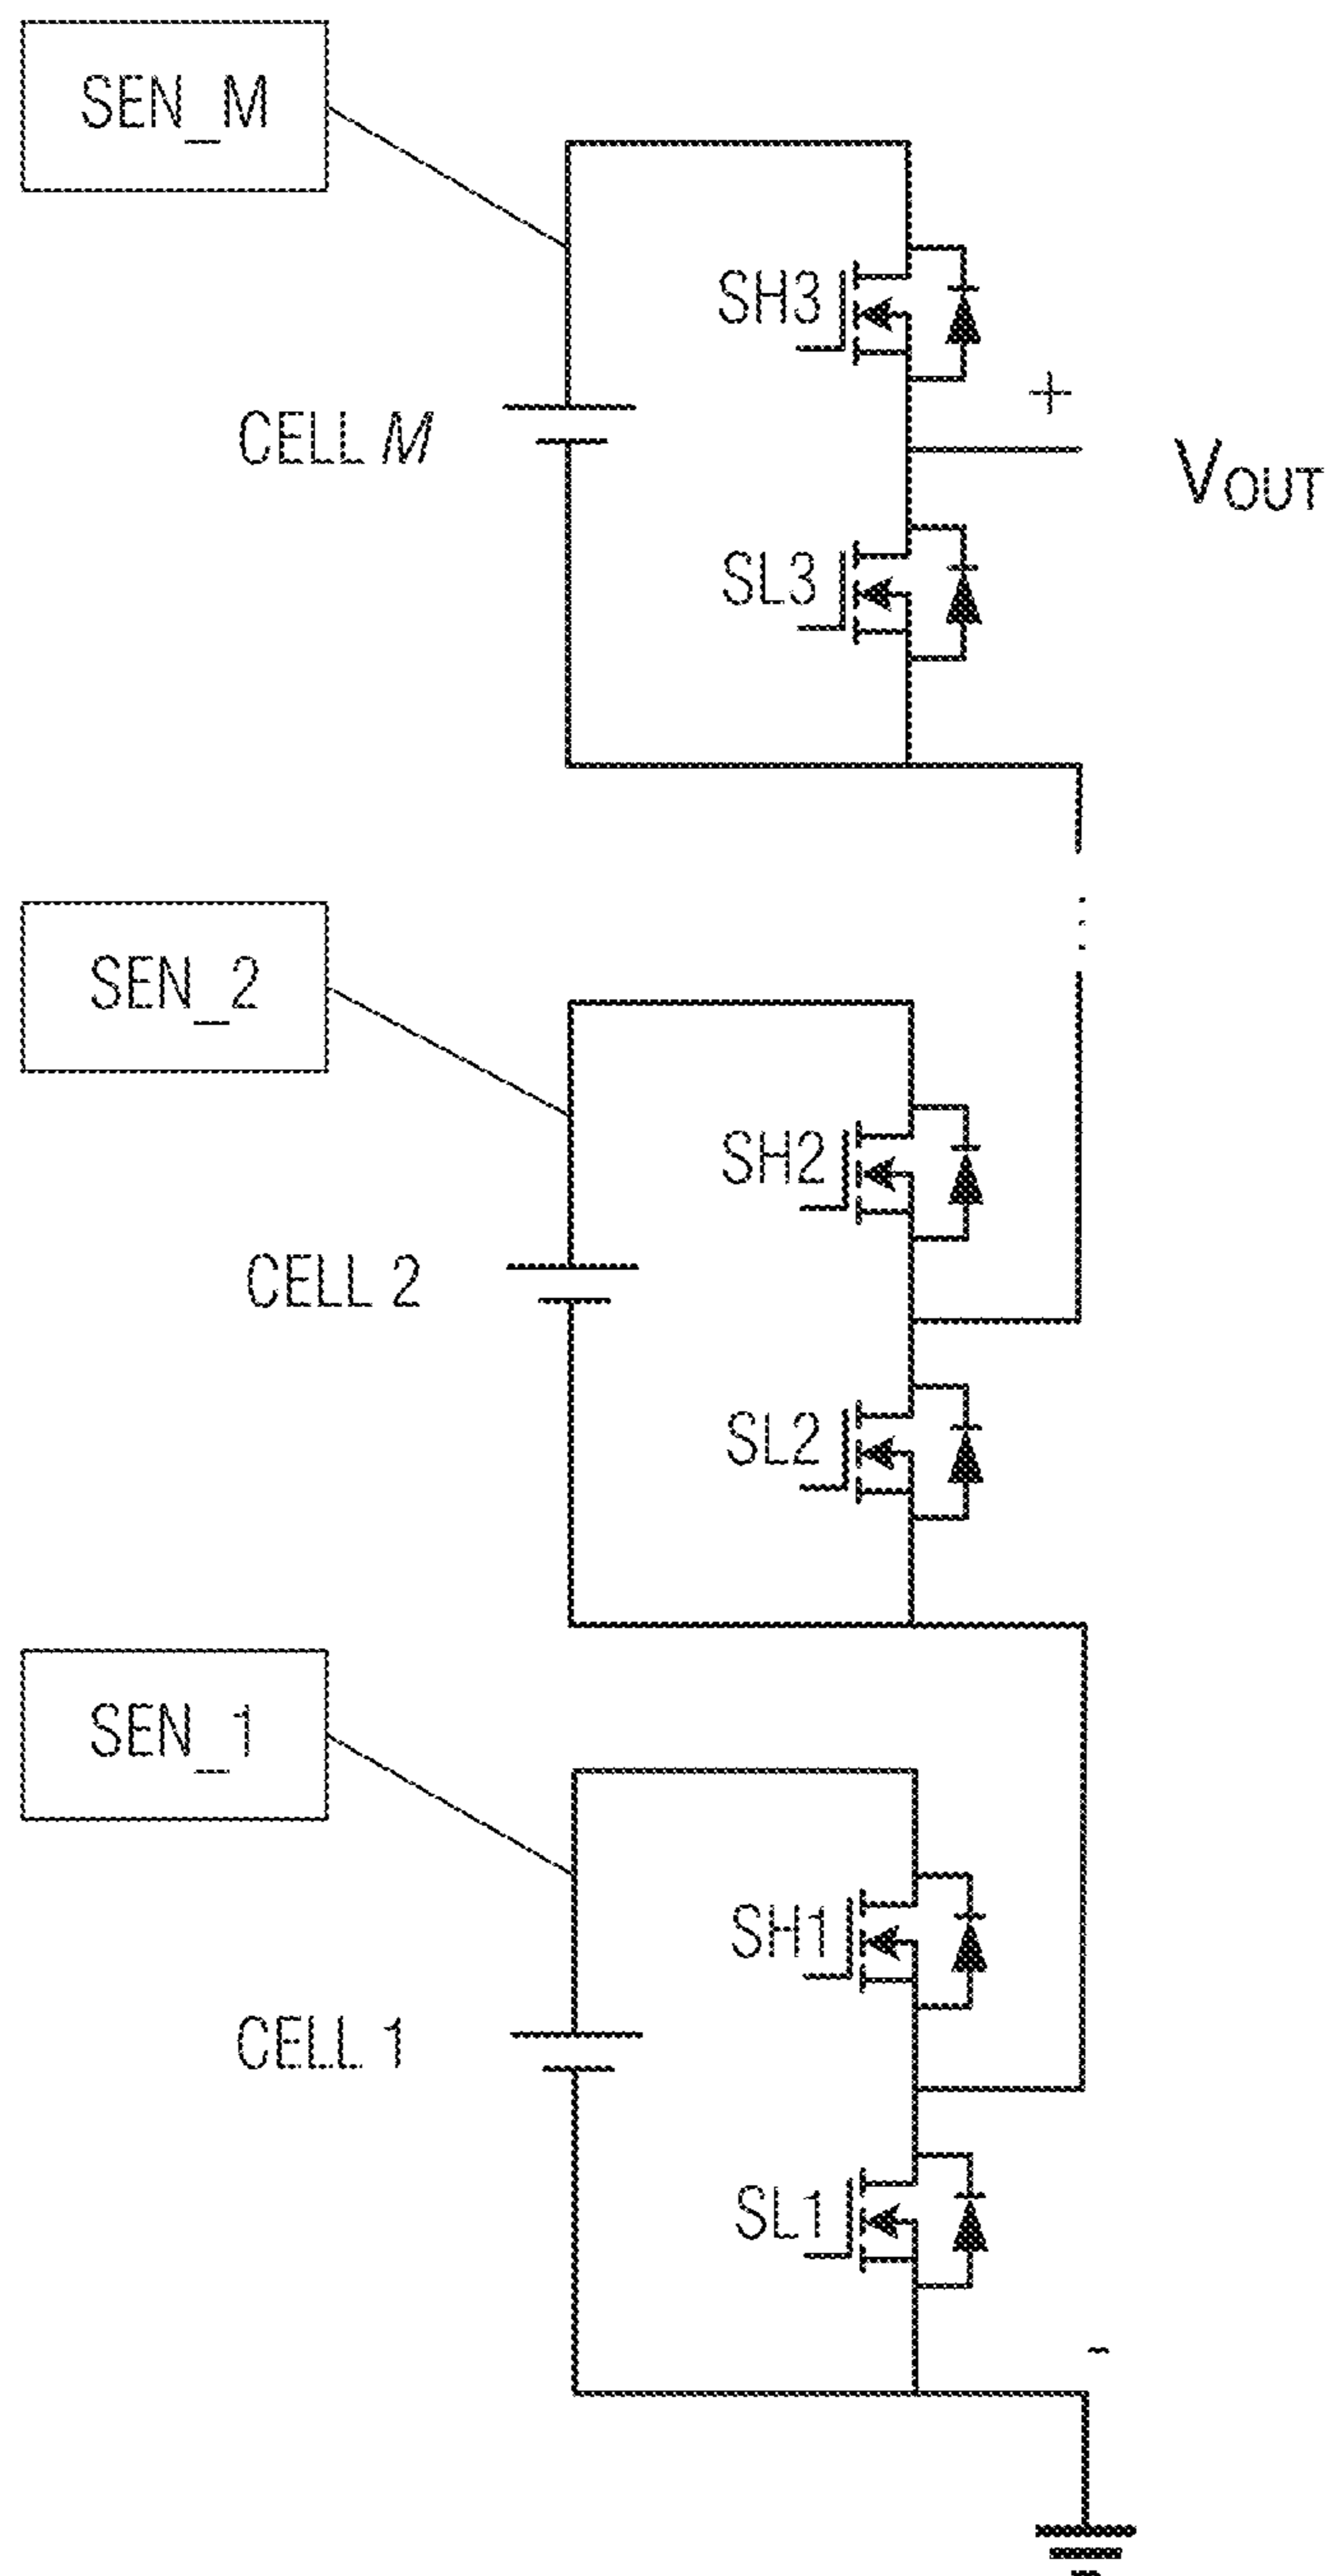 SEN_M
SH3
+
CELL M
VOUT
SL3
SEN_2
SH2
CELL 2
SL2
SEN_1
SH1
CELL 1
SL1
-